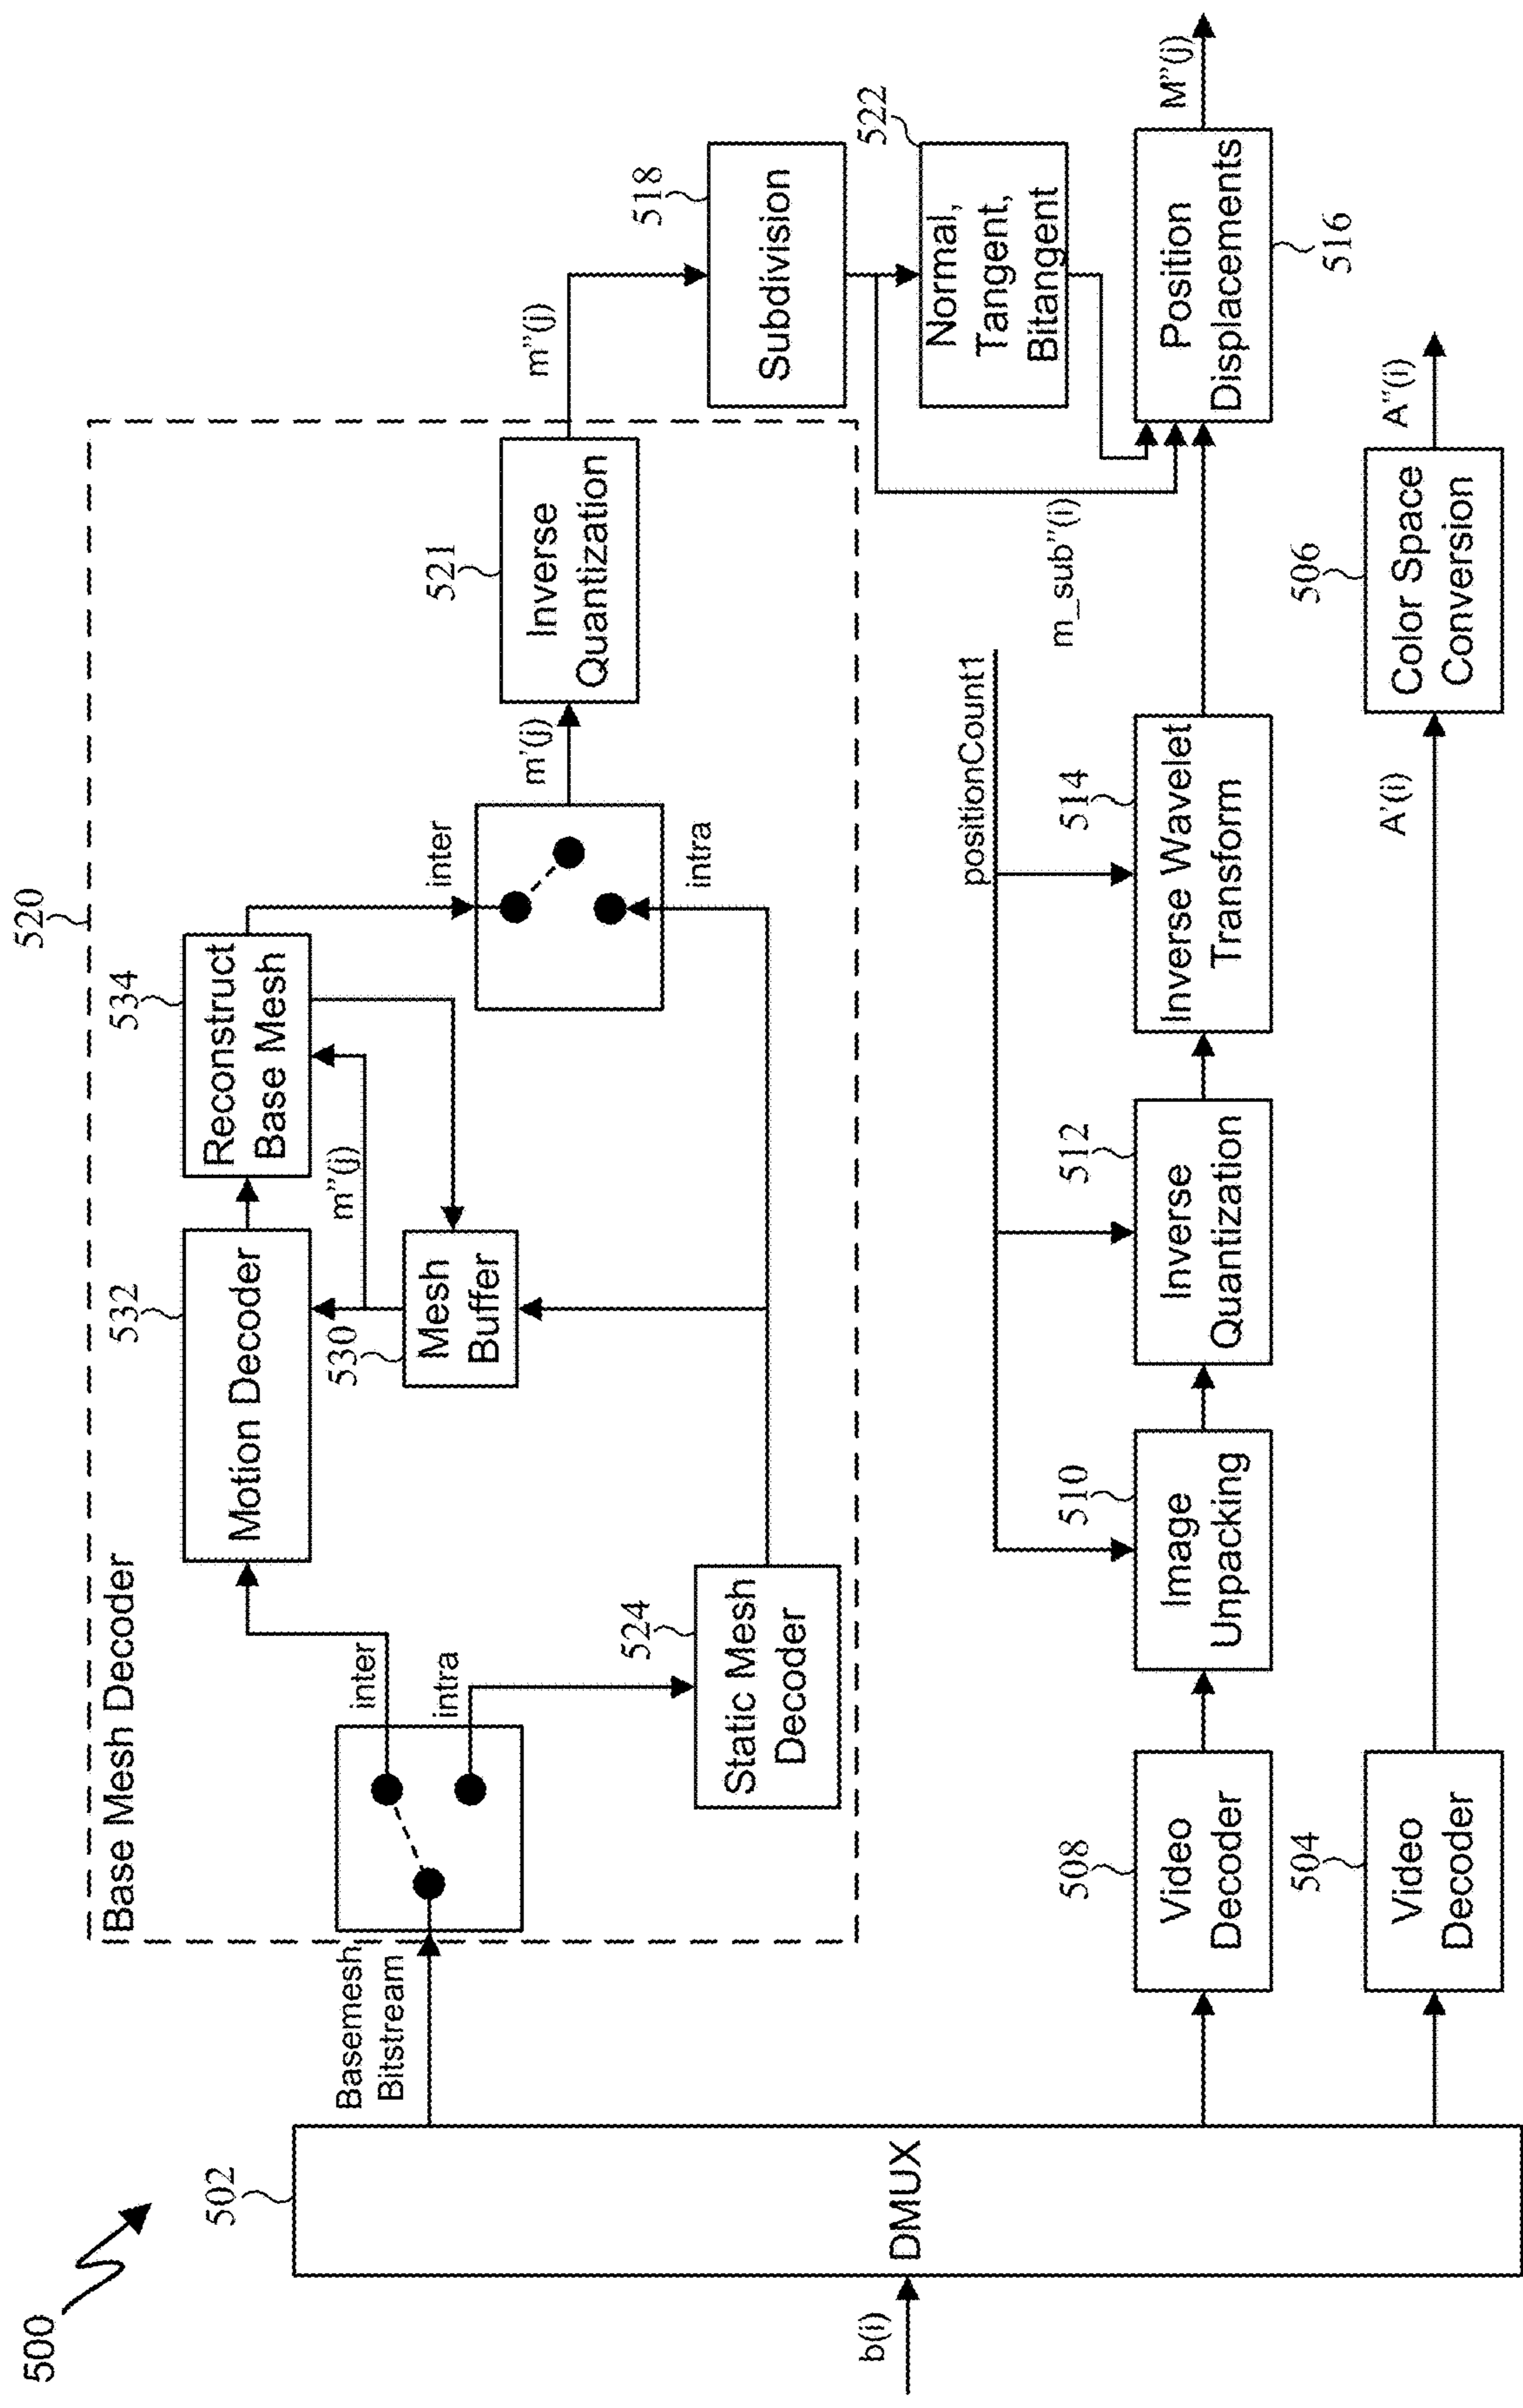 500
b(i)
502
DMUX
Basemesh
Bitstream
520
Base Mesh Decoder
inter
intra
532
Motion Decoder
534
Reconstruct
Base Mesh
m"(j)
530
Mesh
Buffer
524
Static Mesh
Decoder
inter
intra
m'(j)
521
Inverse
Quantization
m"(j)
518
Subdivision
522
Normal,
Tangent,
Bitangent
m_sub"(i)
positionCount1
508
Video
Decoder
510
Image
Unpacking
512
Inverse
Quantization
514
Inverse Wavelet
Transform
Position
Displacements
516
M"(j)
504
Video
Decoder
A'(i)
506
Color Space
Conversion
A"(i)